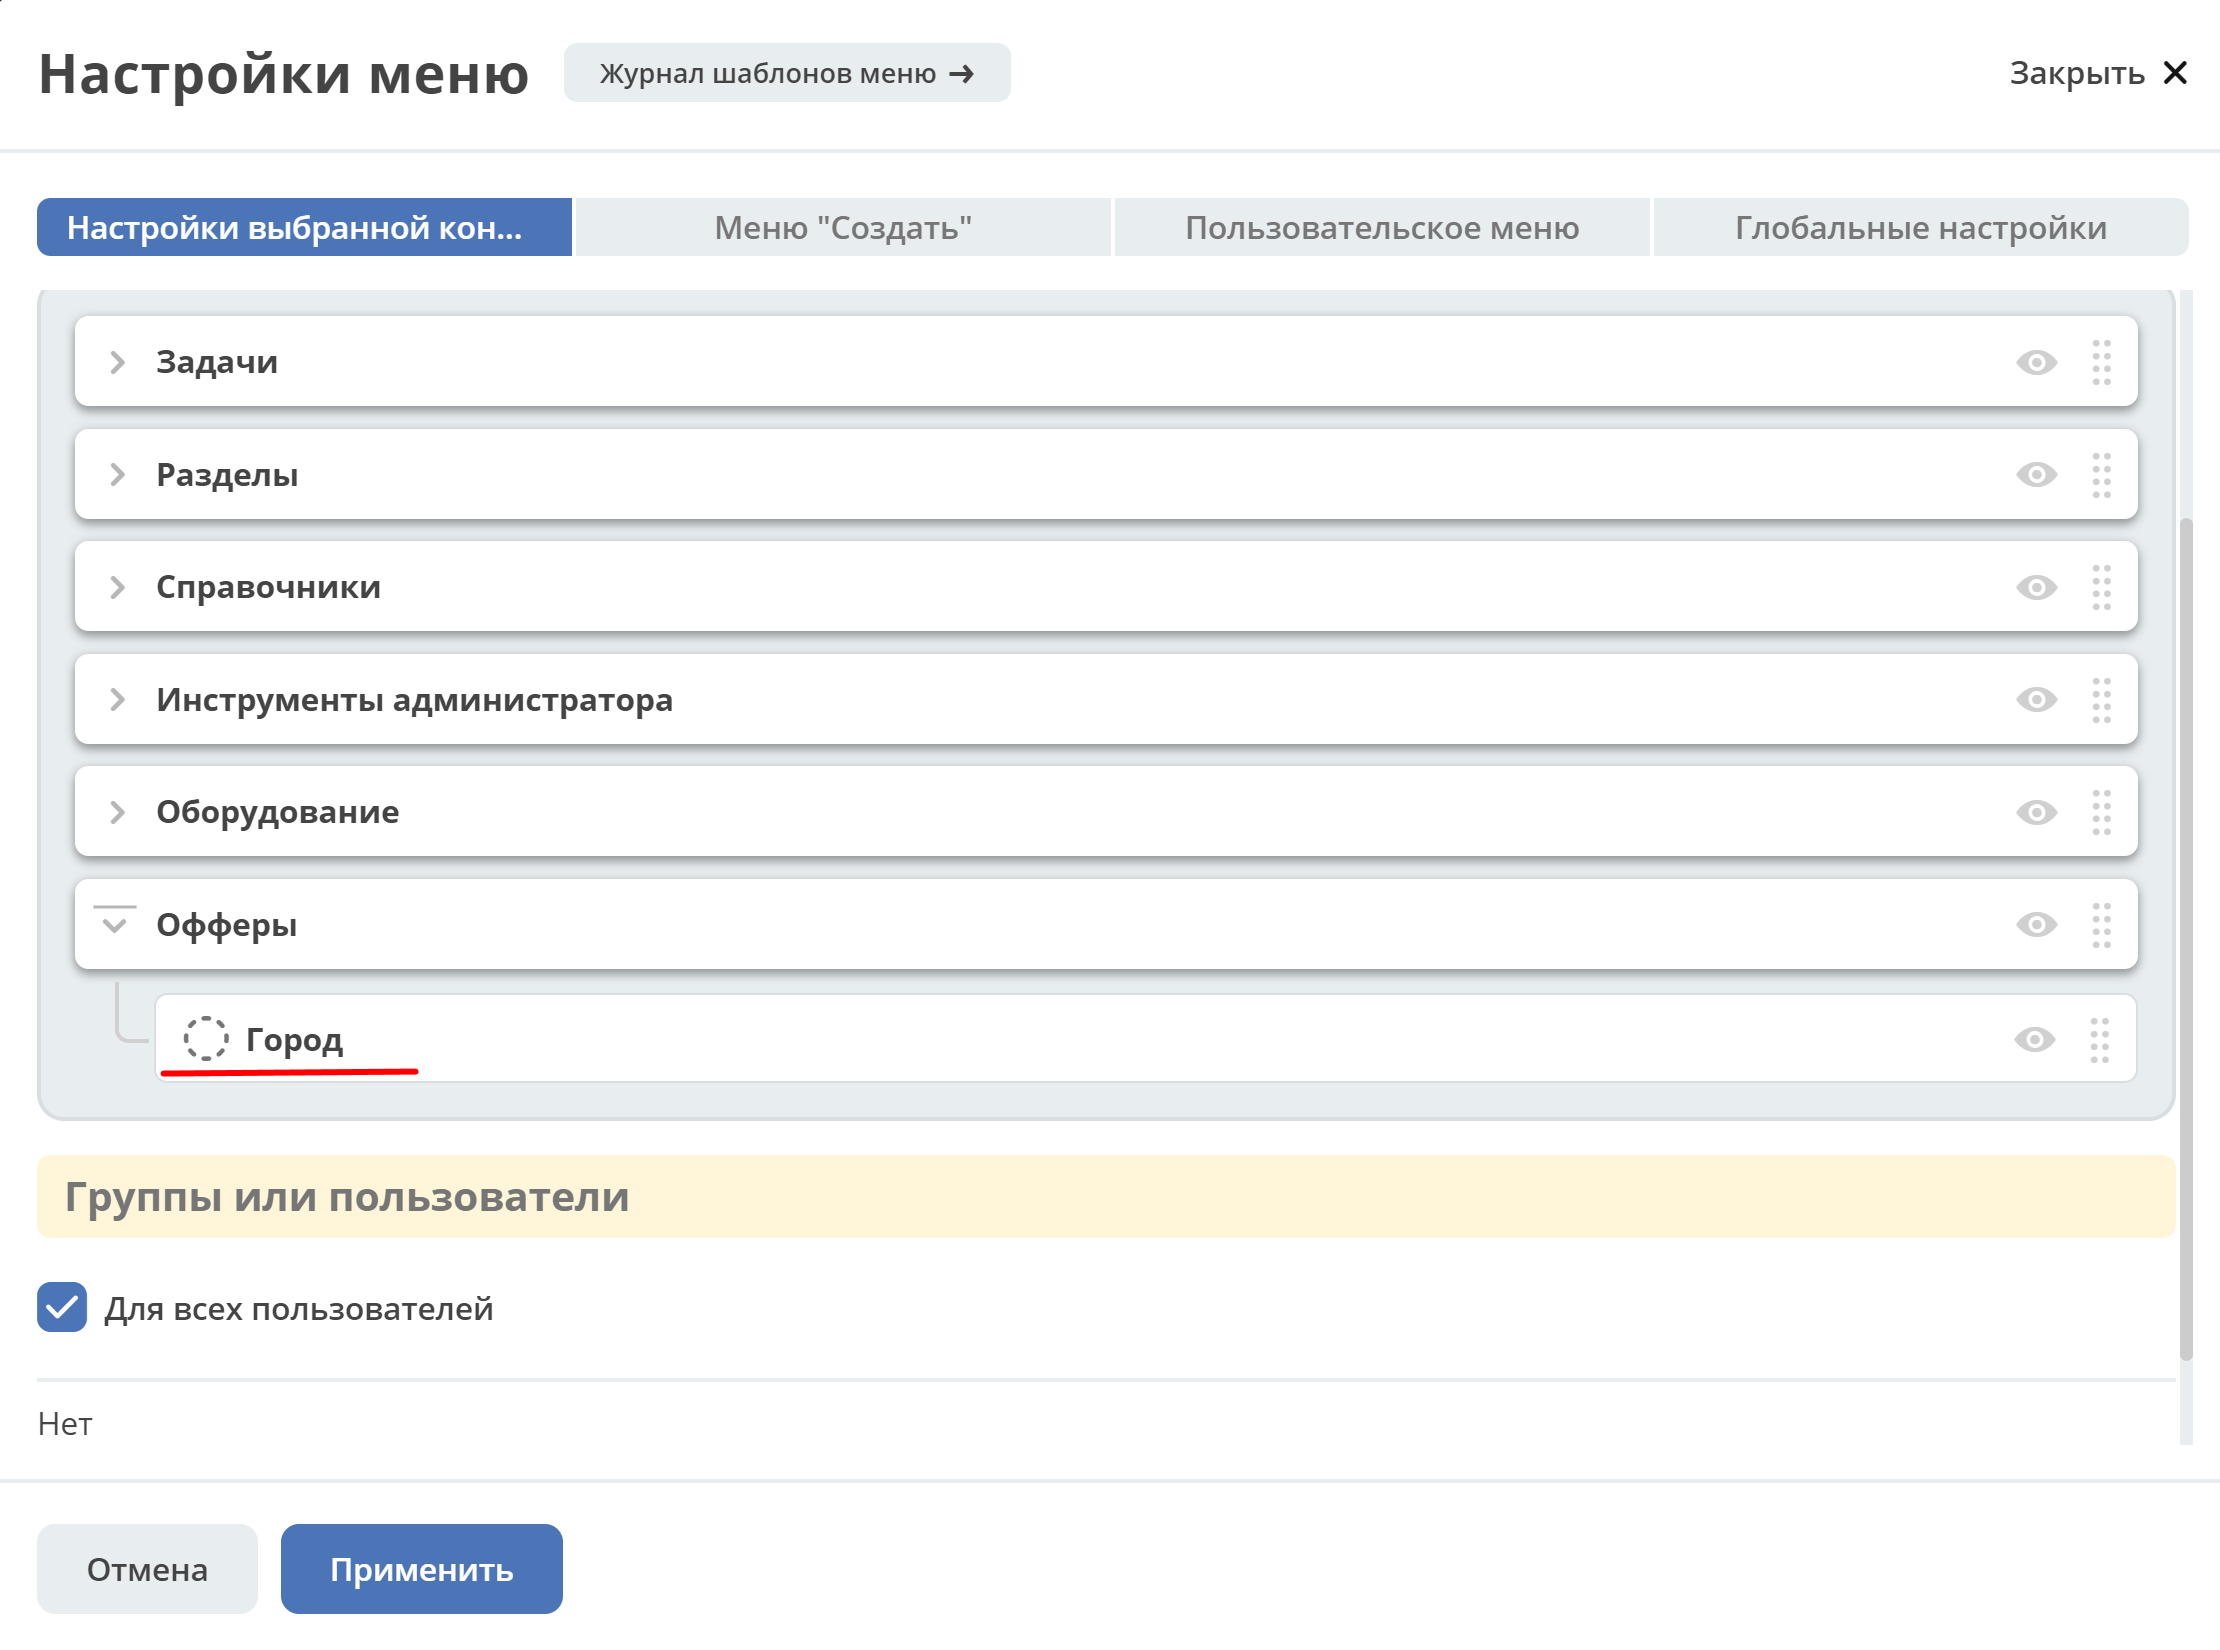 Настройки меню
Журнал шаблонов меню →
Закрыть
Настройки выбранной кон...
Меню "Создать"
Пользовательское меню
Глобальные настройки
Задачи
Разделы
Справочники
Инструменты администратора
Оборудование
Офферы
Город
Группы или пользователи
Для всех пользователей
Нет
Отмена
Применить